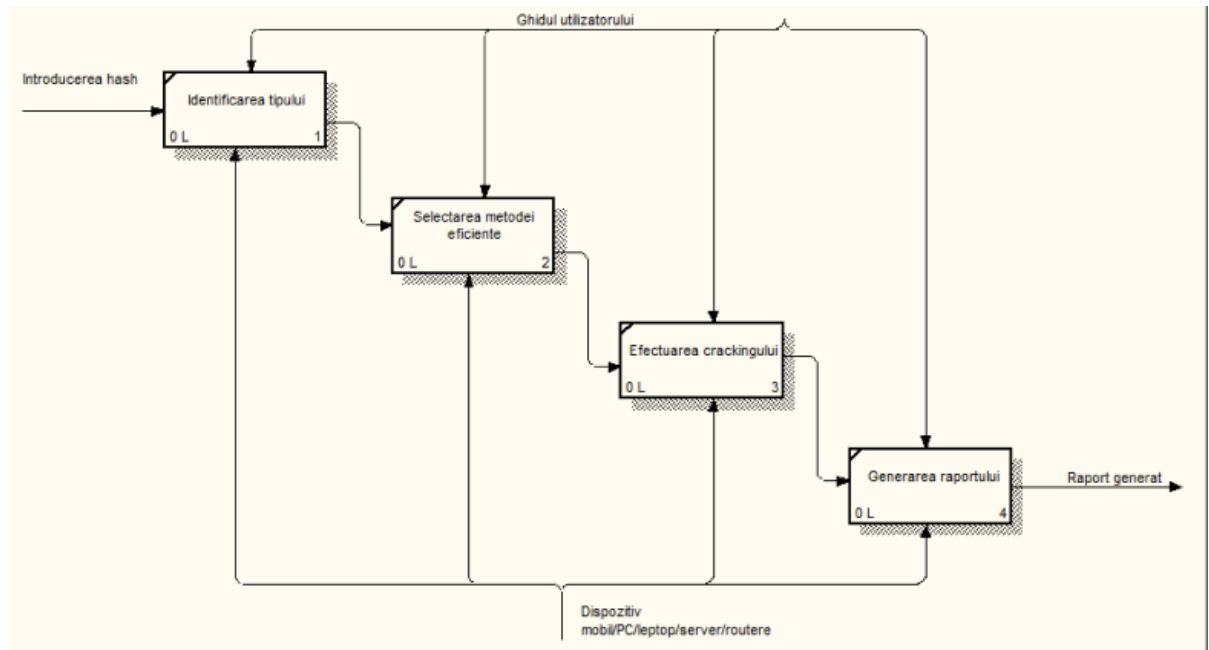 Ghidul utilizatorului
Introducerea hash
Identificarea tipului
0 L 1
Selectarea metodei
eficiente
0 L 2
Efectuarea crackingului
0 L 3
Generarea raportului
0 L 4
Raport generat
Dispozitiv
mobil/PC/leptop/server/routere